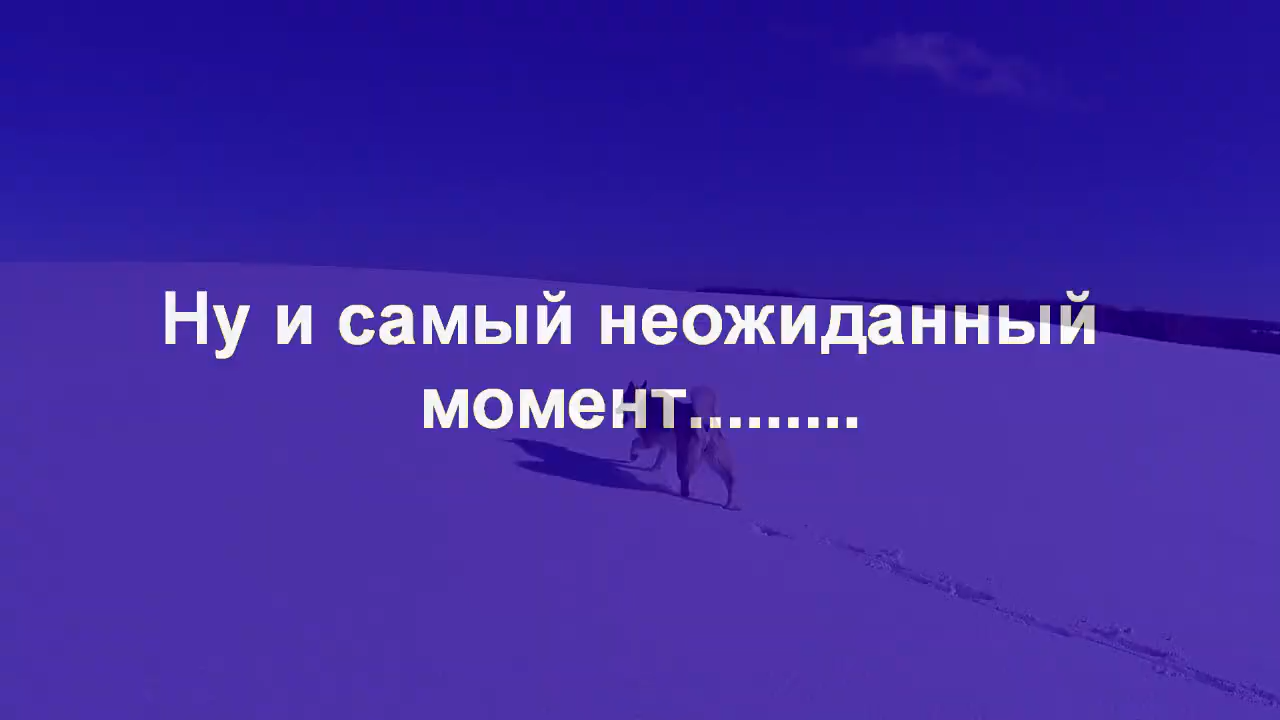 Ну и самый неожиданный
момент.........